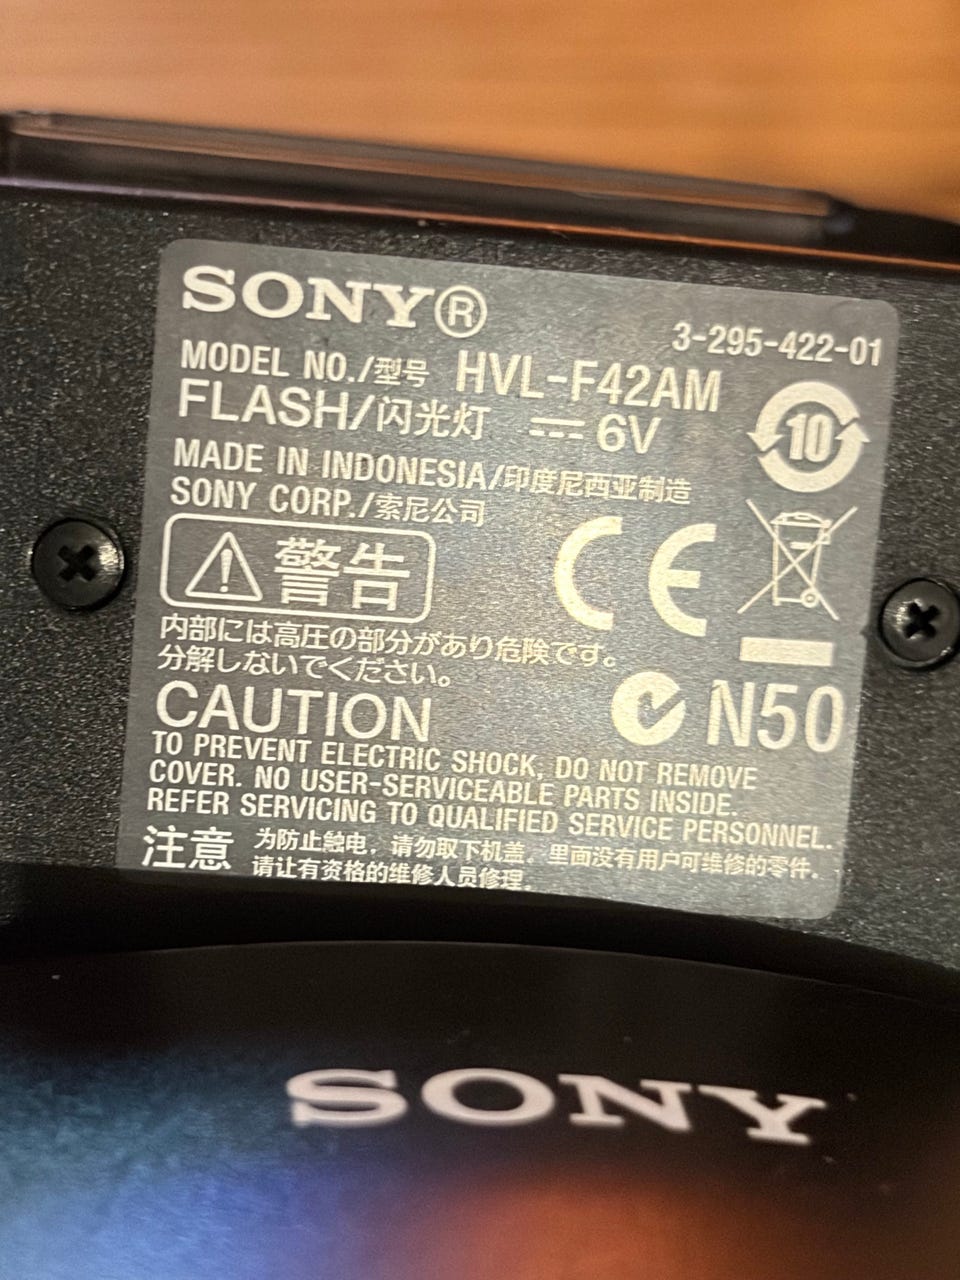 SONY®
3-295-422-01
MODEL NO./型号 HVL-F42AM
FLASH/闪光灯 ⎓ 6V
10
MADE IN INDONESIA/印度尼西亚制造
SONY CORP./索尼公司
CE
⚠ 警告
内部には高圧の部分があり危険です。
分解しないでください。
N50
CAUTION
TO PREVENT ELECTRIC SHOCK, DO NOT REMOVE
COVER. NO USER-SERVICEABLE PARTS INSIDE.
REFER SERVICING TO QUALIFIED SERVICE PERSONNEL.
注意 为防止触电，请勿取下机盖。里面没有用户可维修的零件。
请让有资格的维修人员修理。
SONY